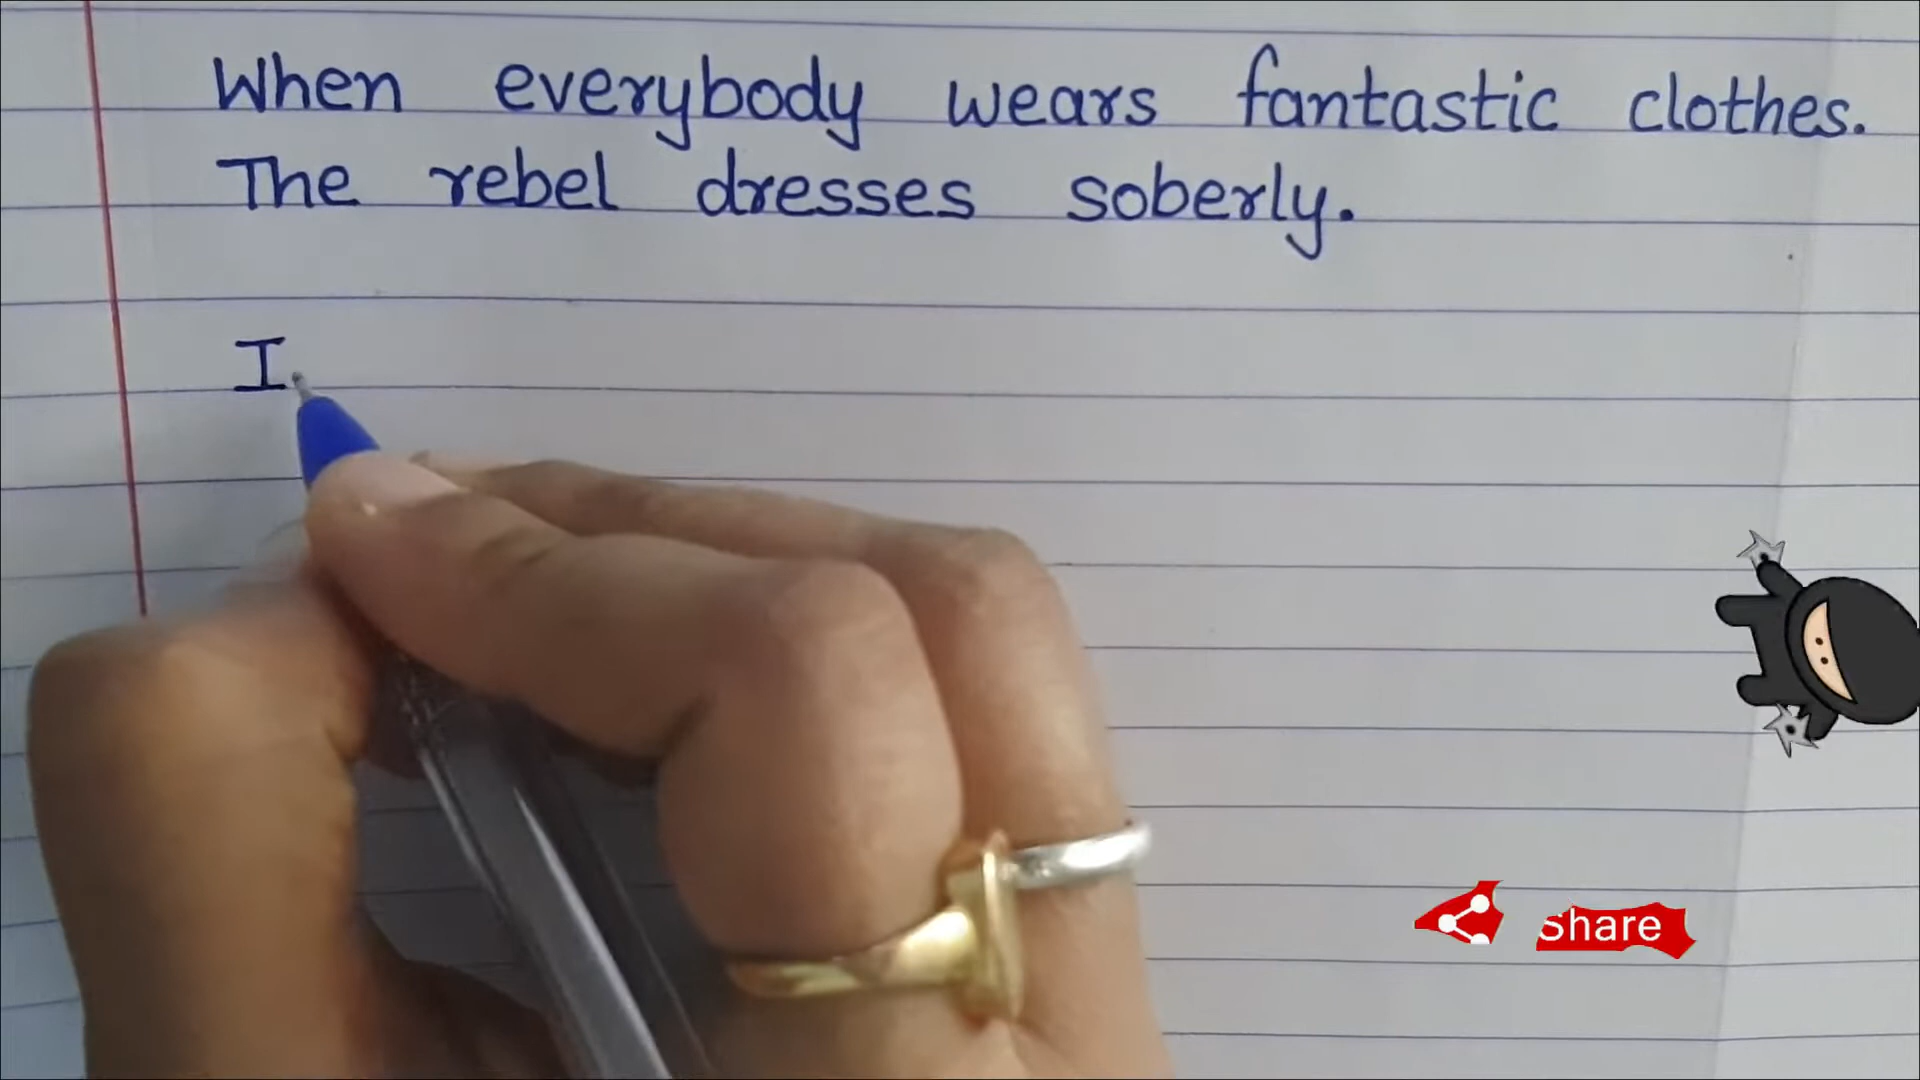 When everybody wears fantastic clothes.
The rebel dresses soberly.
I
Share